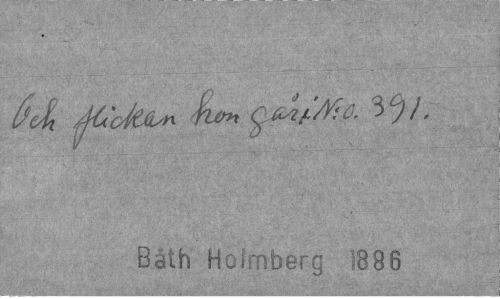 Och flickan hon går i N:o. 391.
Båth Holmberg 1886